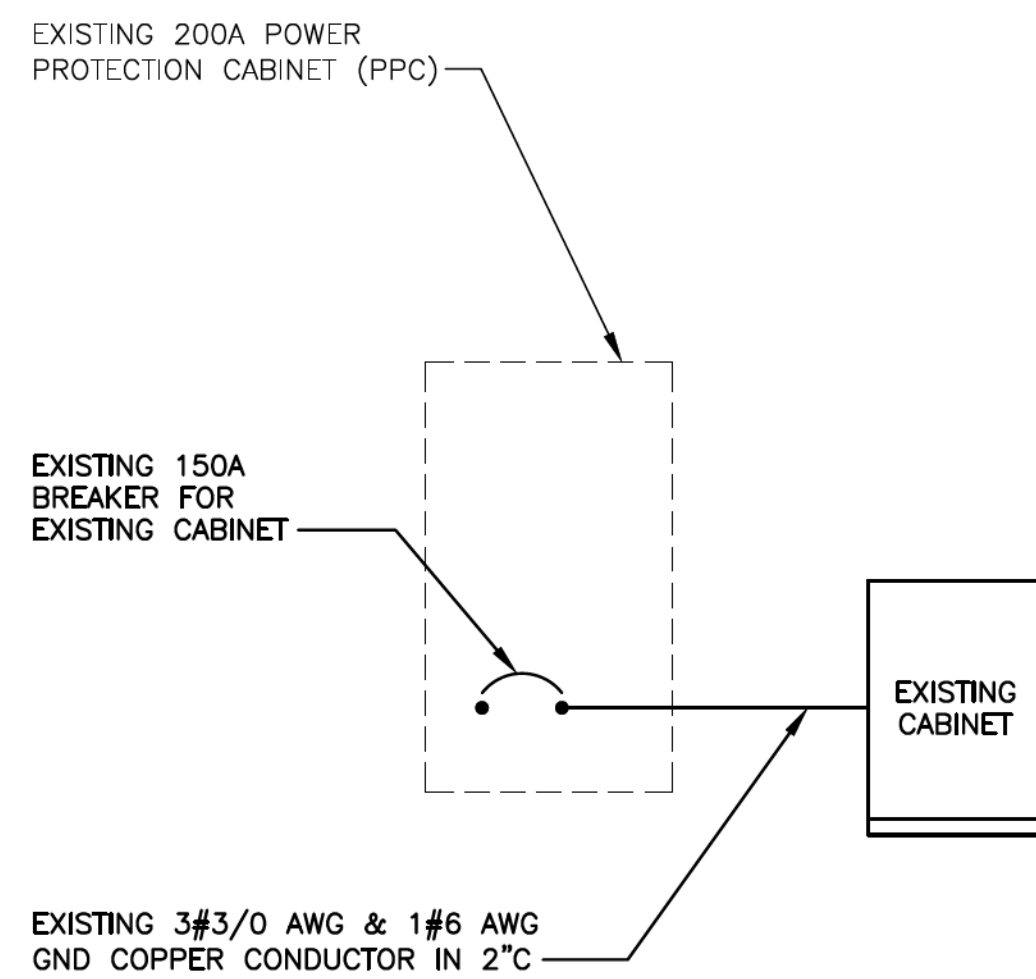 EXISTING 200A POWER
PROTECTION CABINET (PPC)
EXISTING 150A
BREAKER FOR
EXISTING CABINET
EXISTING
CABINET
EXISTING 3#3/0 AWG & 1#6 AWG
GND COPPER CONDUCTOR IN 2"C